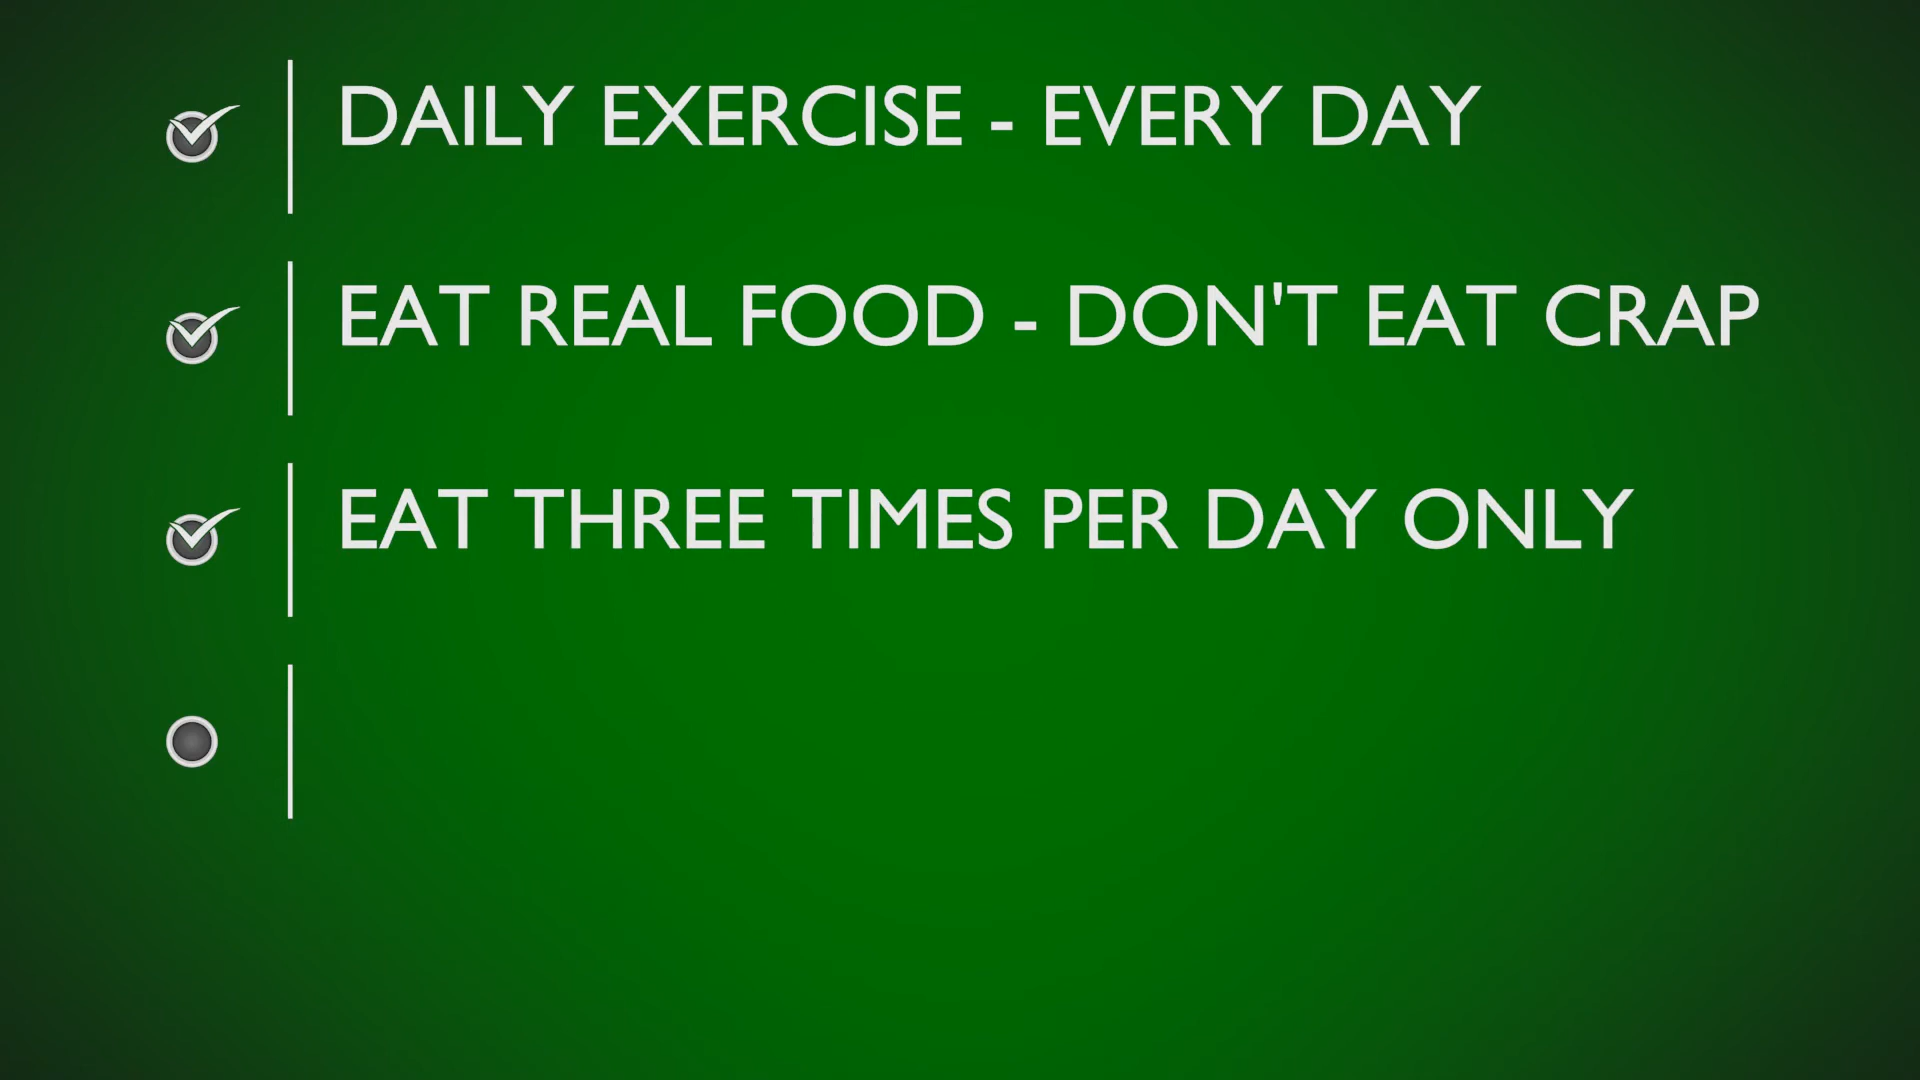 DAILY EXERCISE - EVERY DAY
EAT REAL FOOD - DON'T EAT CRAP
EAT THREE TIMES PER DAY ONLY